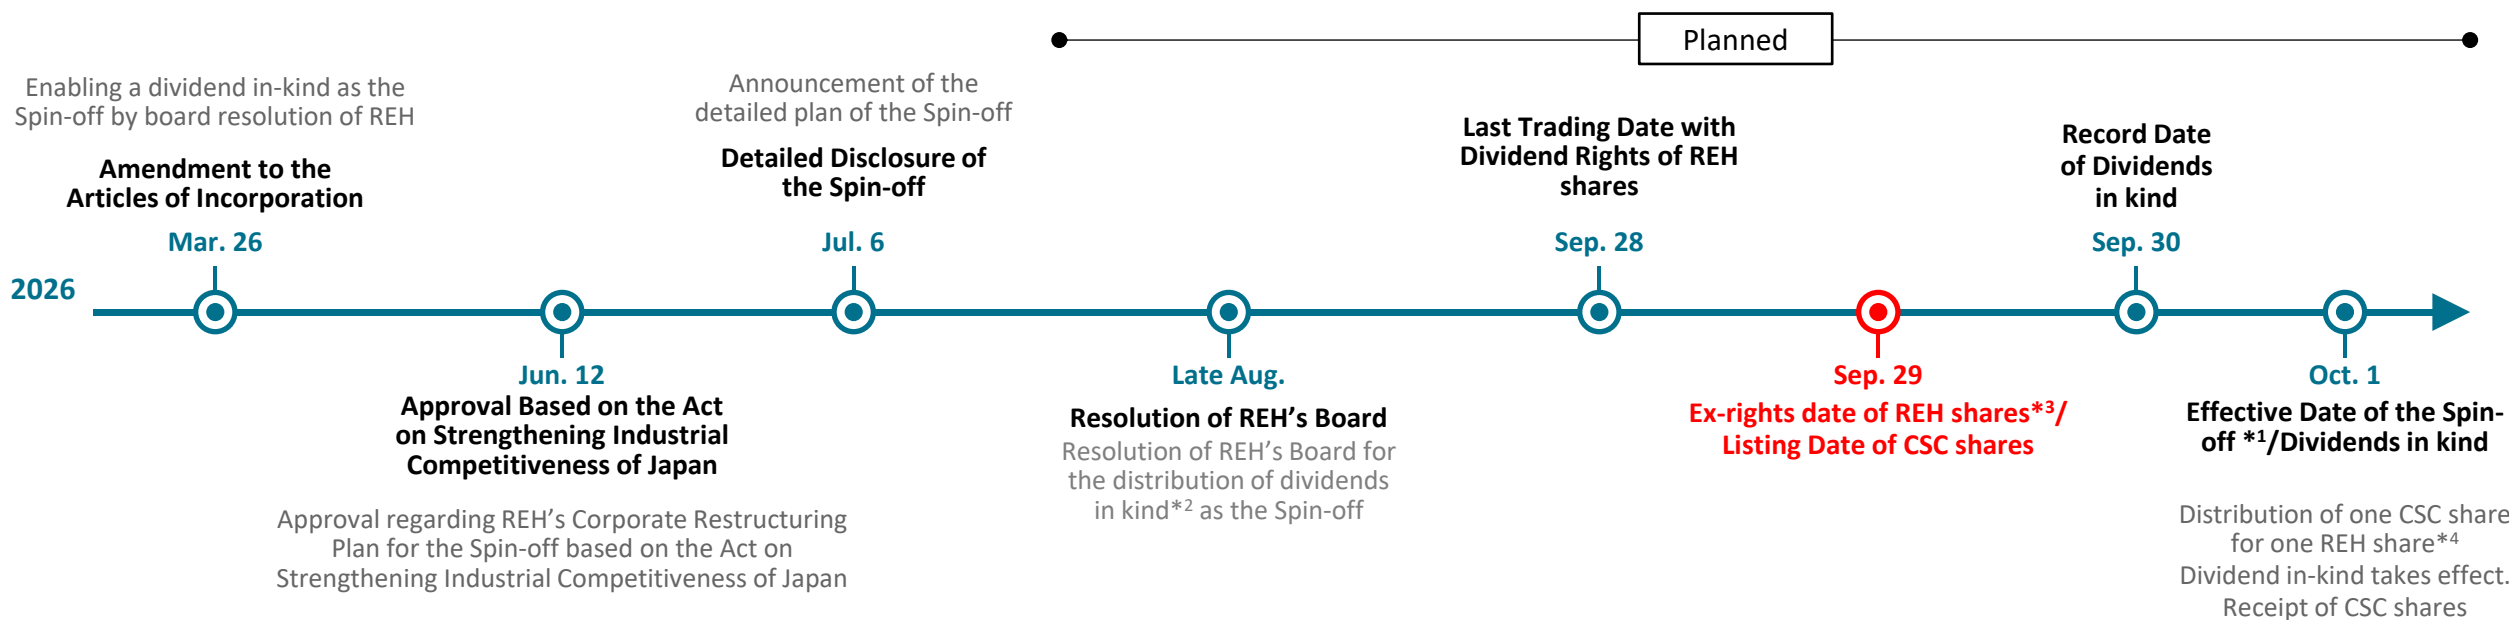 Planned
Enabling a dividend in-kind as the
Spin-off by board resolution of REH
Amendment to the
Articles of Incorporation
Mar. 26
Announcement of the
detailed plan of the Spin-off
Detailed Disclosure of
the Spin-off
Jul. 6
Last Trading Date with
Dividend Rights of REH
shares
Sep. 28
Record Date
of Dividends
in kind
Sep. 30
2026
Jun. 12
Approval Based on the Act
on Strengthening Industrial
Competitiveness of Japan
Approval regarding REH’s Corporate Restructuring
Plan for the Spin-off based on the Act on
Strengthening Industrial Competitiveness of Japan
Late Aug.
Resolution of REH’s Board
Resolution of REH’s Board for
the distribution of dividends
in kind*2 as the Spin-off
Sep. 29
Ex-rights date of REH shares*3/
Listing Date of CSC shares
Oct. 1
Effective Date of the Spin-
off *1/Dividends in kind
Distribution of one CSC share
for one REH share*4
Dividend in-kind takes effect.
Receipt of CSC shares